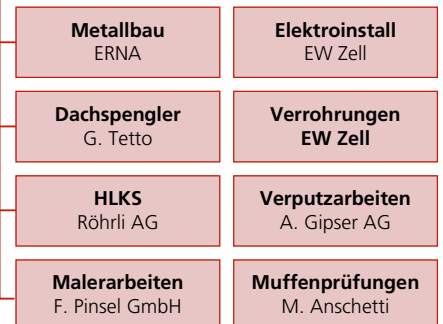 Metallbau
ERNA
Elektroinstall
EW Zell
Dachspengler
G. Tetto
Verrohrungen
EW Zell
HLKS
Röhrli AG
Verputzarbeiten
A. Gipser AG
Malerarbeiten
F. Pinsel GmbH
Muffenprüfungen
M. Anschetti